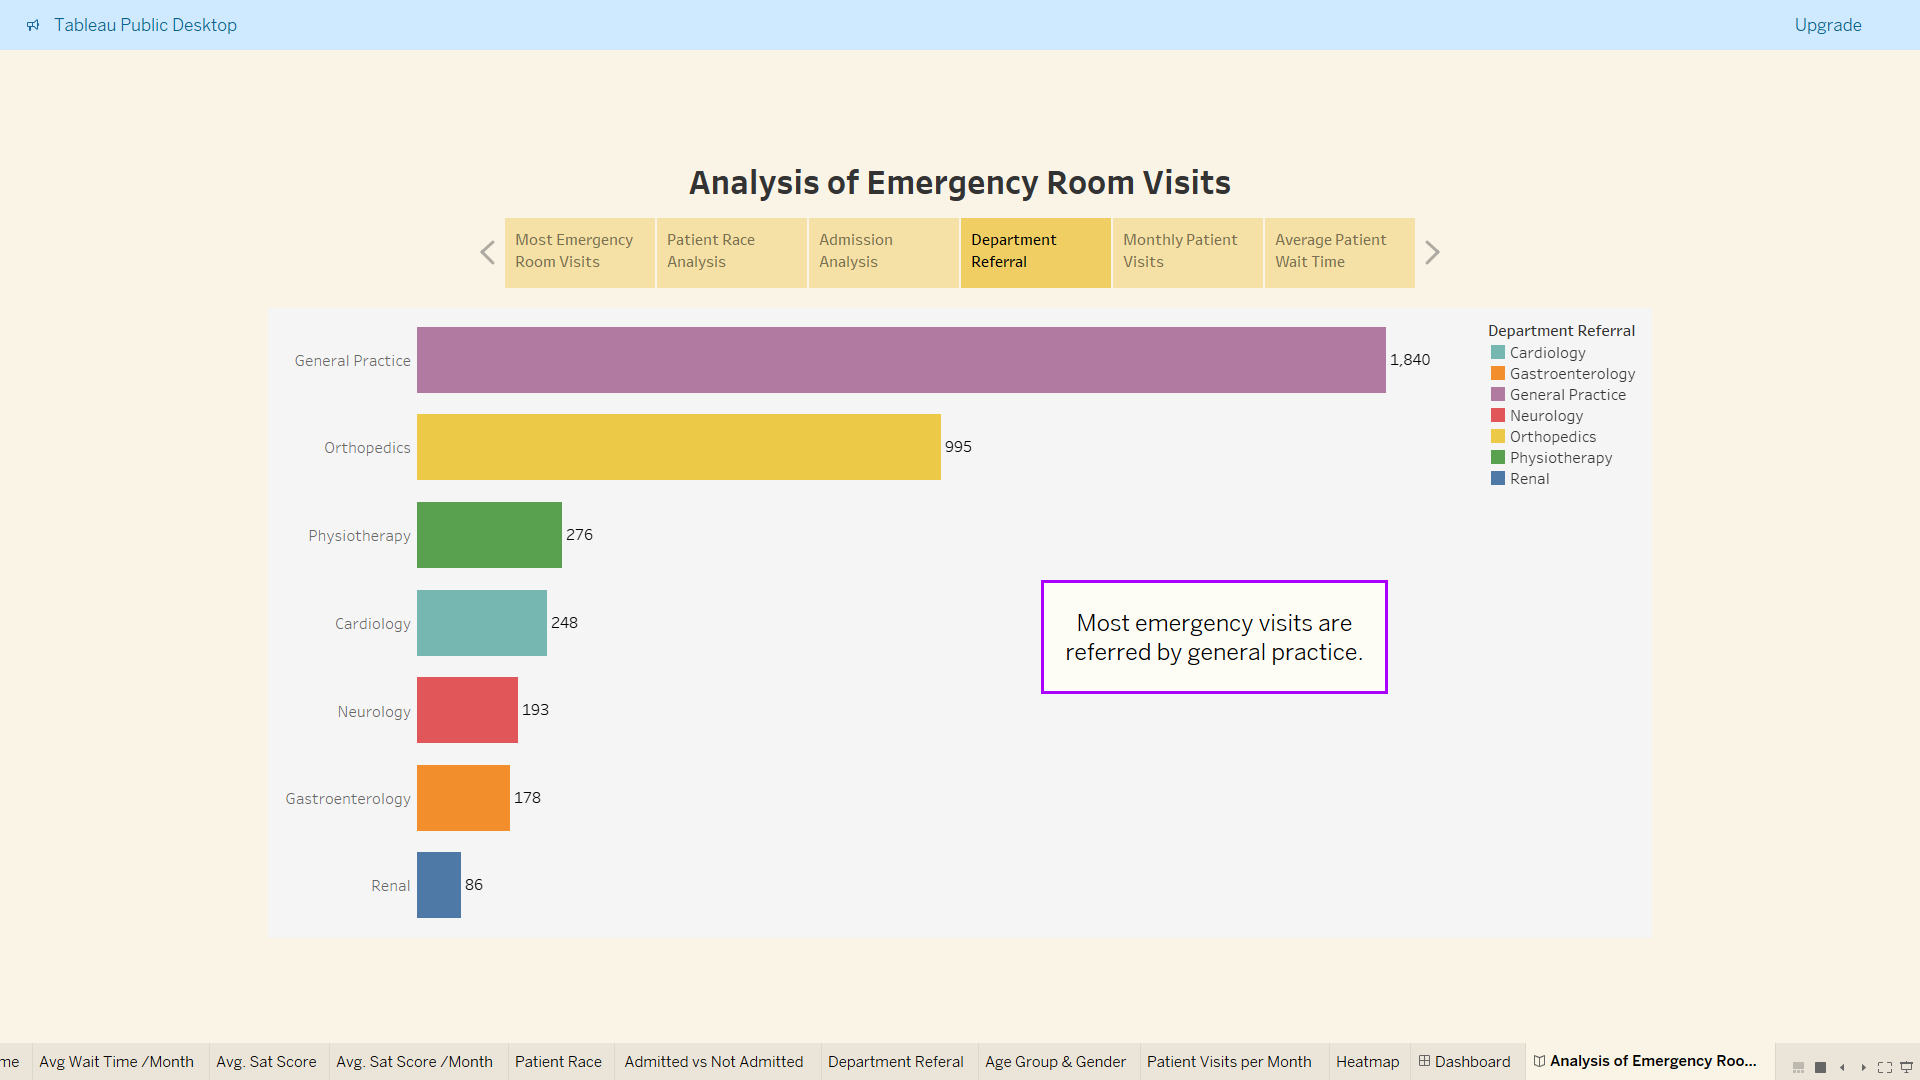 Tableau Public Desktop
Upgrade
Analysis of Emergency Room Visits
Most Emergency
Room Visits
Patient Race
Analysis
Admission
Analysis
Department
Referral
Monthly Patient
Visits
Average Patient
Wait Time
General Practice
1,840
Orthopedics
995
Physiotherapy
276
Cardiology
248
Neurology
193
Gastroenterology
178
Renal
86
Department Referral
Cardiology
Gastroenterology
General Practice
Neurology
Orthopedics
Physiotherapy
Renal
Most emergency visits are
referred by general practice.
me
Avg Wait Time /Month
Avg. Sat Score
Avg. Sat Score /Month
Patient Race
Admitted vs Not Admitted
Department Referal
Age Group & Gender
Patient Visits per Month
Heatmap
Dashboard
Analysis of Emergency Roo...